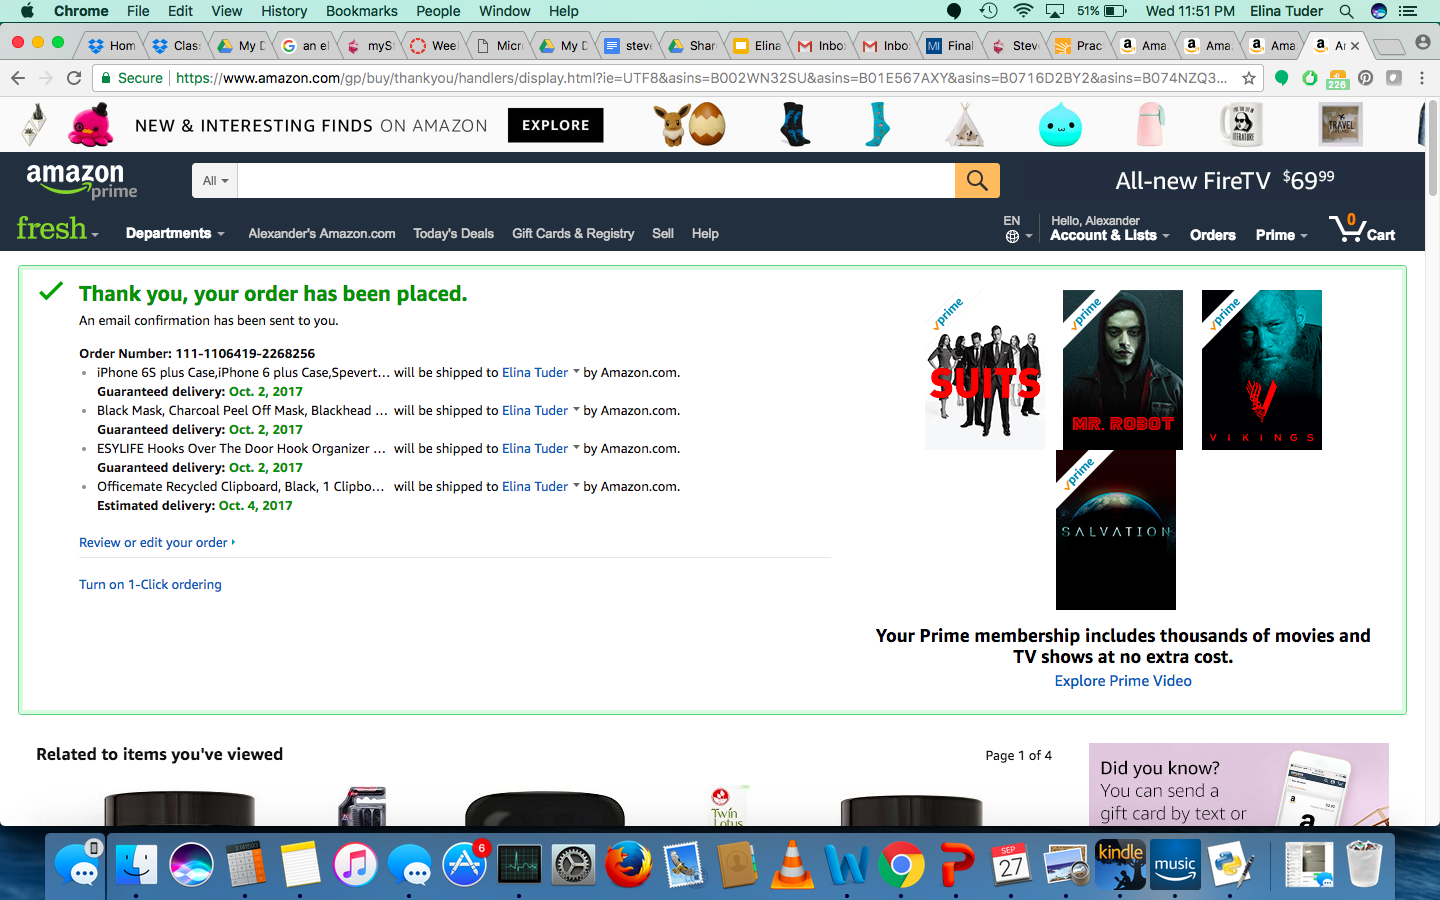 Chrome File Edit View History Bookmarks People Window Help 51% Wed 11:51 PM Elina Tuder
Hom Clas My D an el myS Wee Micr My D steve Shar Elina Inbo Inbo Final Stev Prac Ama Ama Ama Ar
Secure https://www.amazon.com/gp/buy/thankyou/handlers/display.html?ie=UTF8&asins=B002WN32SU&asins=B01E567AXY&asins=B0716D2BY2&asins=B074NZQ3... 226
NEW & INTERESTING FINDS ON AMAZON EXPLORE
LITERATURE TRAVEL
amazon prime All All-new FireTV $69.99
fresh Departments Alexander's Amazon.com Today's Deals Gift Cards & Registry Sell Help EN Hello, Alexander Account & Lists Orders Prime 0 Cart
Thank you, your order has been placed.
An email confirmation has been sent to you.
Order Number: 111-1106419-2268256
iPhone 6S plus Case,iPhone 6 plus Case,Spevert... will be shipped to Elina Tuder by Amazon.com.
Guaranteed delivery: Oct. 2, 2017
Black Mask, Charcoal Peel Off Mask, Blackhead ... will be shipped to Elina Tuder by Amazon.com.
Guaranteed delivery: Oct. 2, 2017
ESYLIFE Hooks Over The Door Hook Organizer ... will be shipped to Elina Tuder by Amazon.com.
Guaranteed delivery: Oct. 2, 2017
Officemate Recycled Clipboard, Black, 1 Clipbo... will be shipped to Elina Tuder by Amazon.com.
Estimated delivery: Oct. 4, 2017
Review or edit your order
Turn on 1-Click ordering
prime
SUITS
prime
MR. ROBOT
prime
VIKINGS
prime
SALVATION
Your Prime membership includes thousands of movies and
TV shows at no extra cost.
Explore Prime Video
Related to items you've viewed
Page 1 of 4
Twin
Lotus
Did you know?
You can send a
gift card by text or
6
SEP
27
kindle
music